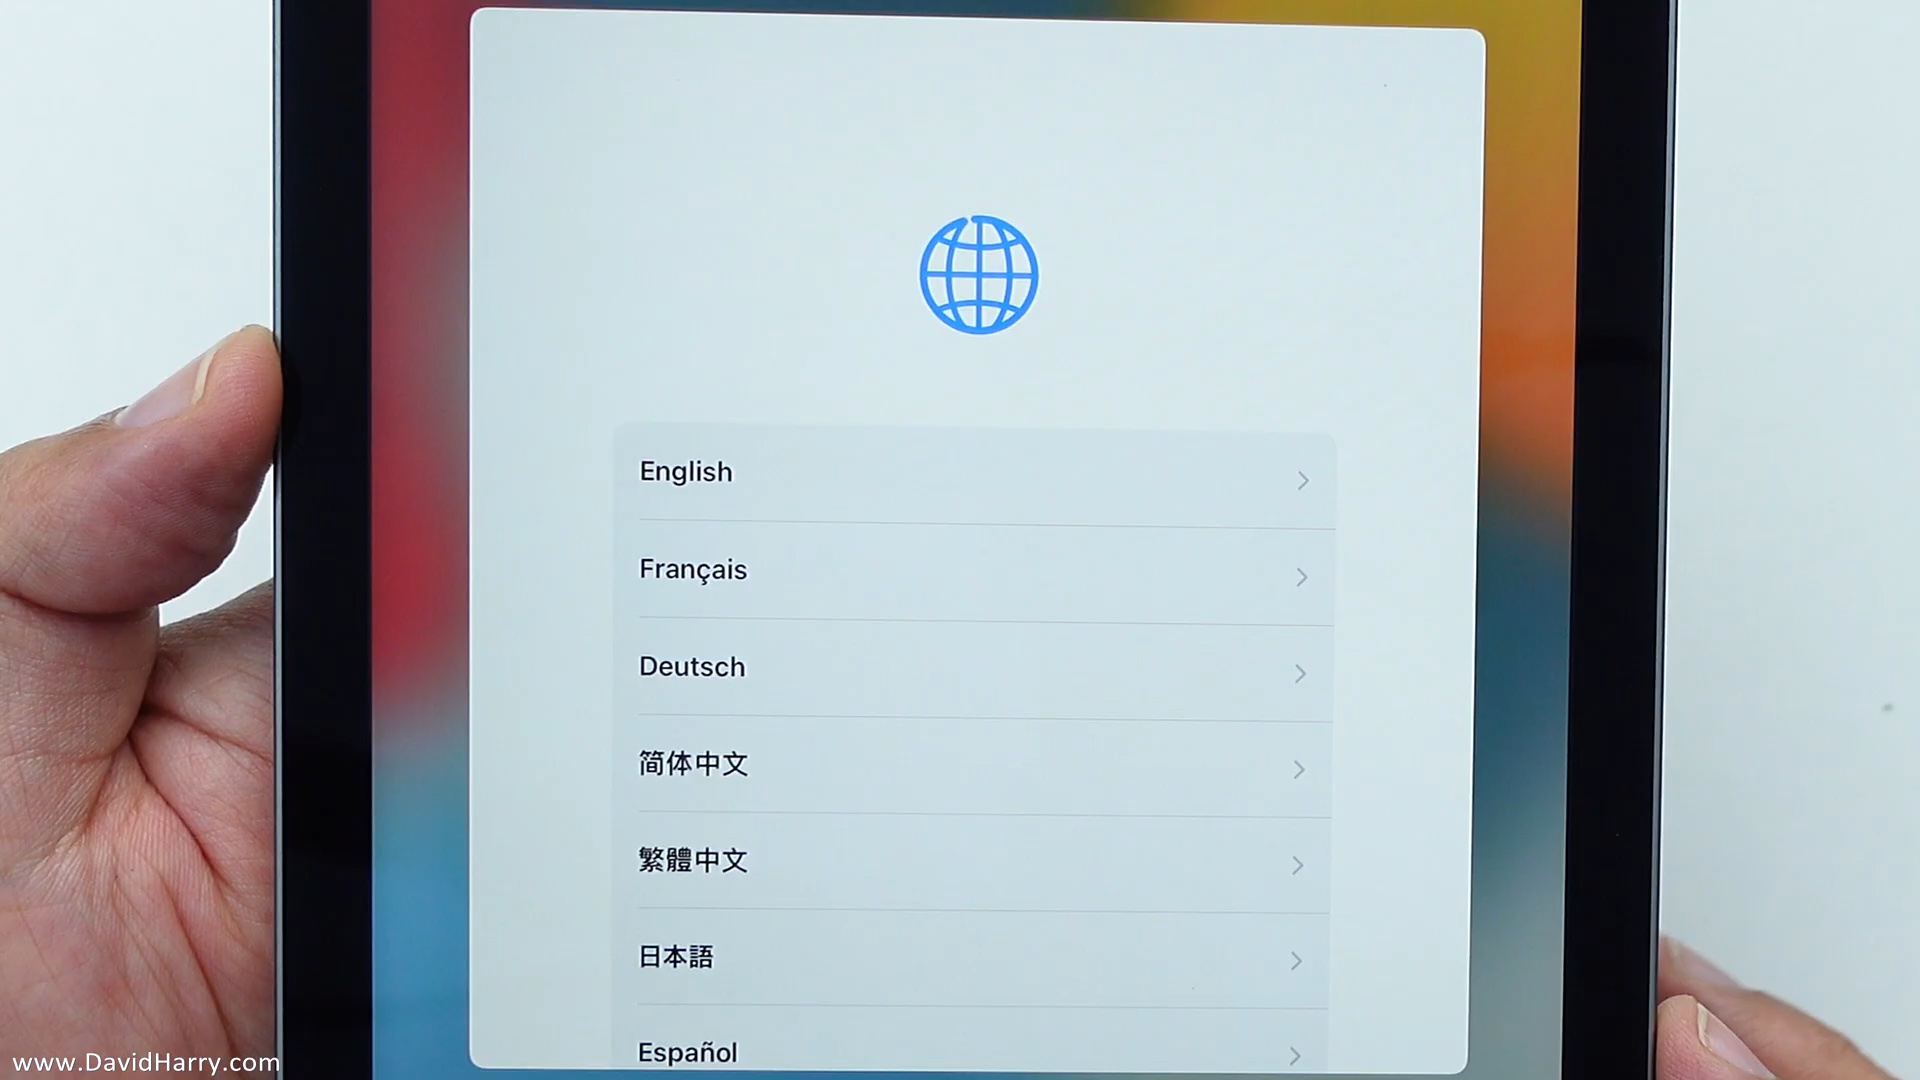 English
Français
Deutsch
简体中文
繁體中文
日本語
Español
www.DavidHarry.com